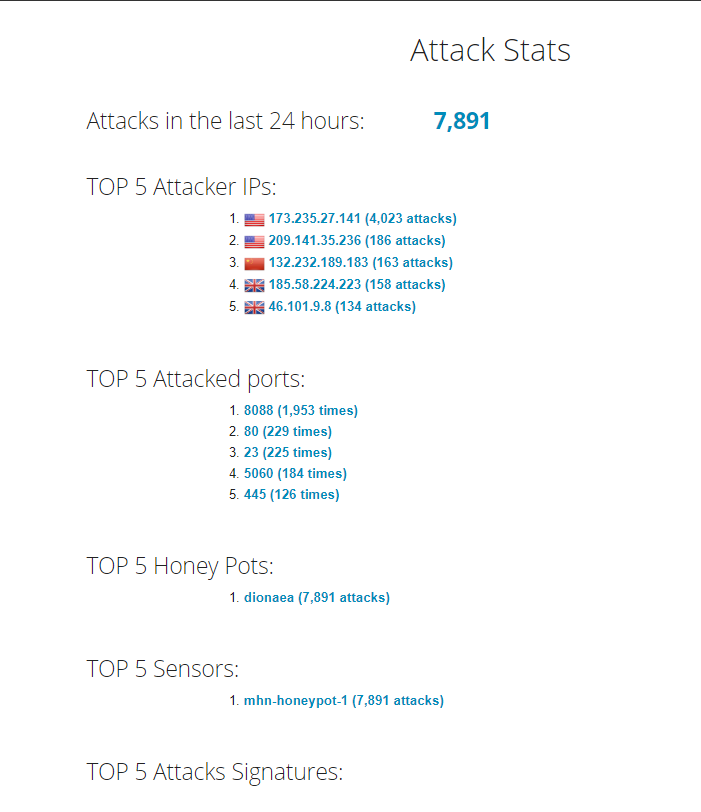 Attack Stats
Attacks in the last 24 hours: 7,891
TOP 5 Attacker IPs:
1. 173.235.27.141 (4,023 attacks)
2. 209.141.35.236 (186 attacks)
3. 132.232.189.183 (163 attacks)
4. 185.58.224.223 (158 attacks)
5. 46.101.9.8 (134 attacks)
TOP 5 Attacked ports:
1. 8088 (1,953 times)
2. 80 (229 times)
3. 23 (225 times)
4. 5060 (184 times)
5. 445 (126 times)
TOP 5 Honey Pots:
1. dionaea (7,891 attacks)
TOP 5 Sensors:
1. mhn-honeypot-1 (7,891 attacks)
TOP 5 Attacks Signatures: